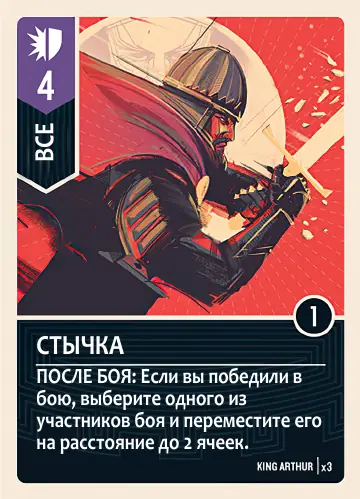 4
ВСЕ
1
СТЫЧКА
ПОСЛЕ БОЯ: Если вы победили в
бою, выберите одного из
участников боя и переместите его
на расстояние до 2 ячеек.
KING ARTHUR | x3